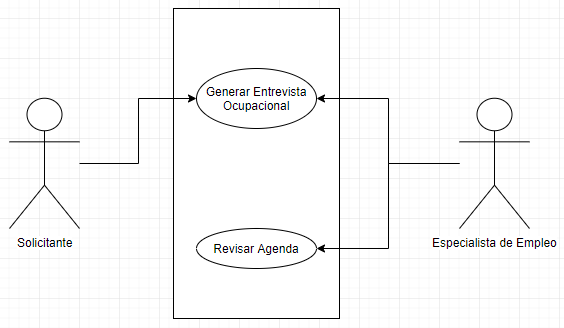 Generar Entrevista
Ocupacional
Solicitante
Revisar Agenda
Especialista de Empleo